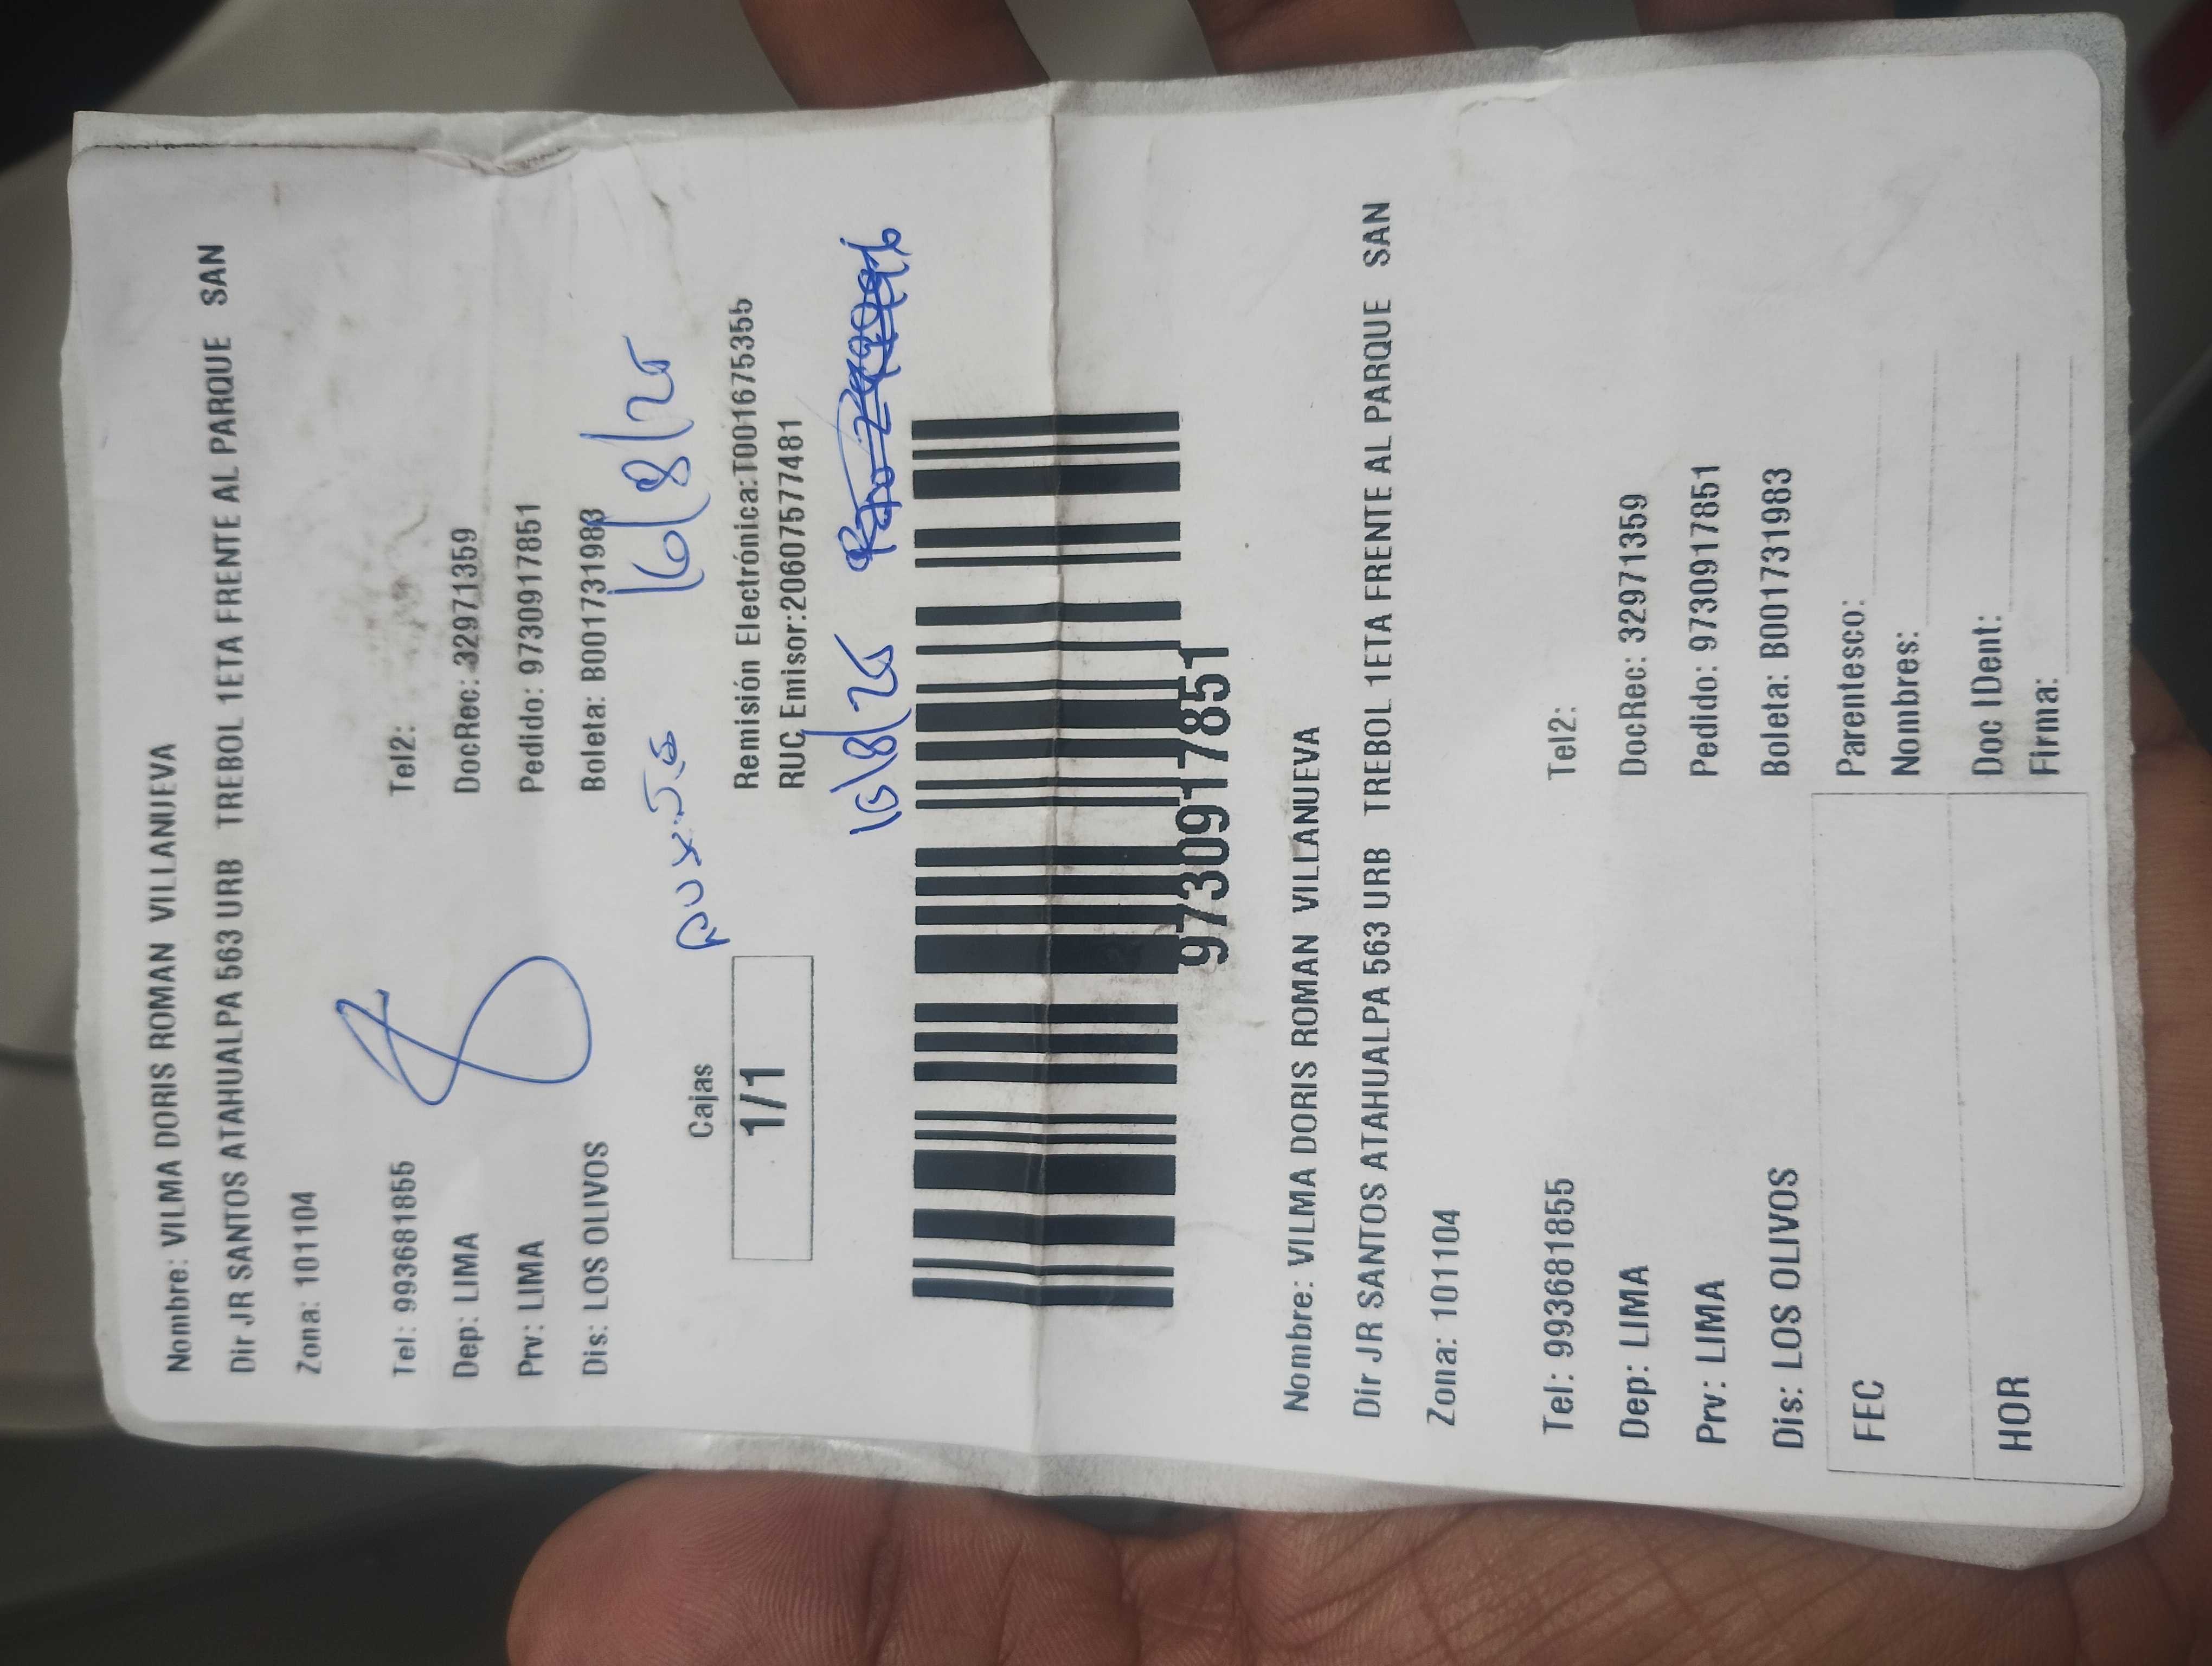 Nombre: VILMA DORIS ROMAN VILLANUEVA
Dir JR SANTOS ATAHUALPA 563 URB TREBOL 1ETA FRENTE AL PARQUE SAN
Zona: 101104
Tel: 993681855 Tel2:
Dep: LIMA DocRec: 32971359
Prv: LIMA Pedido: 9730917851
Dis: LOS OLIVOS Boleta: B001731983
16/8/25
Cajas
1/1
Remisión Electrónica:T001675355
RUC Emisor:20607577481
16/8/25
9730917851
Nombre: VILMA DORIS ROMAN VILLANUEVA
Dir JR SANTOS ATAHUALPA 563 URB TREBOL 1ETA FRENTE AL PARQUE SAN
Zona: 101104
Tel: 993681855 Tel2:
Dep: LIMA DocRec: 32971359
Prv: LIMA Pedido: 9730917851
Dis: LOS OLIVOS Boleta: B001731983
FEC Parentesco:
Nombres:
HOR Doc IDent:
Firma: